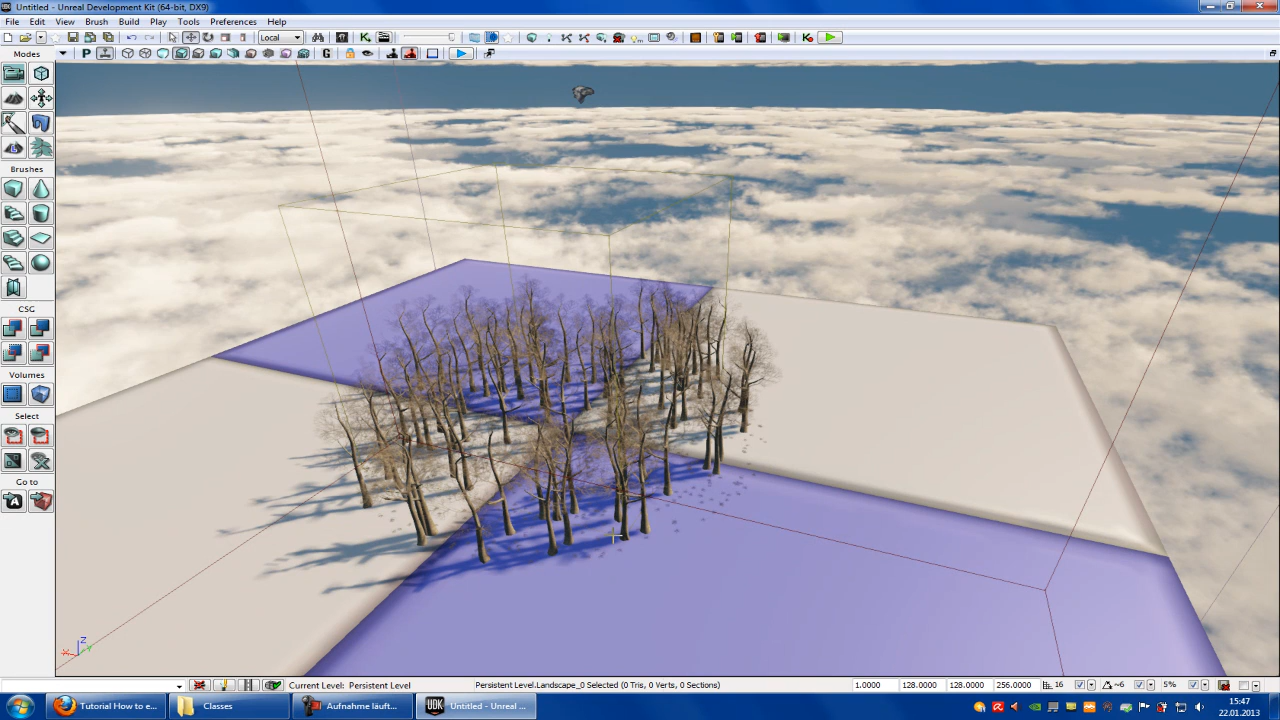 Untitled - Unreal Development Kit (64-bit, DX9)
File Edit View Brush Build Play Tools Preferences Help
Local
P
G
Modes
Brushes
CSG
Volumes
Select
Go to
Z
X
Y
Current Level: Persistent Level
Persistent Level.Landscape_0 Selected (0 Tris, 0 Verts, 0 Sections)
1.0000 128.0000 128.0000 256.0000 16 ~6 5%
Tutorial How to e...
Classes
Aufnahme läuft...
UDK
Untitled - Unreal ...
15:47
22.01.2013